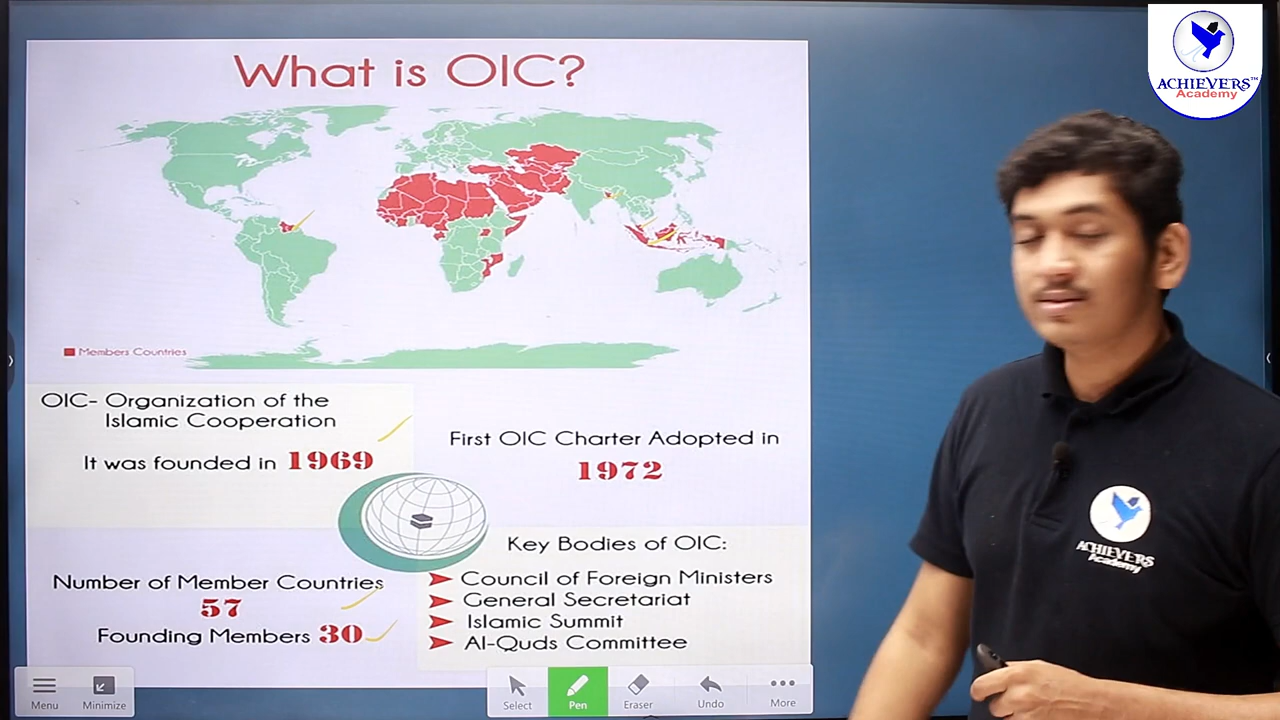 What is OIC?
ACHIEVERS™
Academy
Members Countries
OIC- Organization of the
Islamic Cooperation
It was founded in 1969
First OIC Charter Adopted in
1972
Number of Member Countries
57
Founding Members 30
Key Bodies of OIC:
Council of Foreign Ministers
General Secretariat
Islamic Summit
Al-Quds Committee
ACHIEVERS
Academy
Menu
Minimize
Select
Pen
Eraser
Undo
More